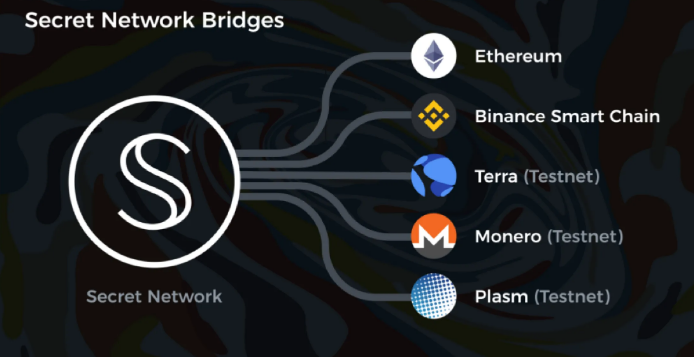 Secret Network Bridges
Ethereum
Binance Smart Chain
Terra (Testnet)
Monero (Testnet)
Plasm (Testnet)
Secret Network